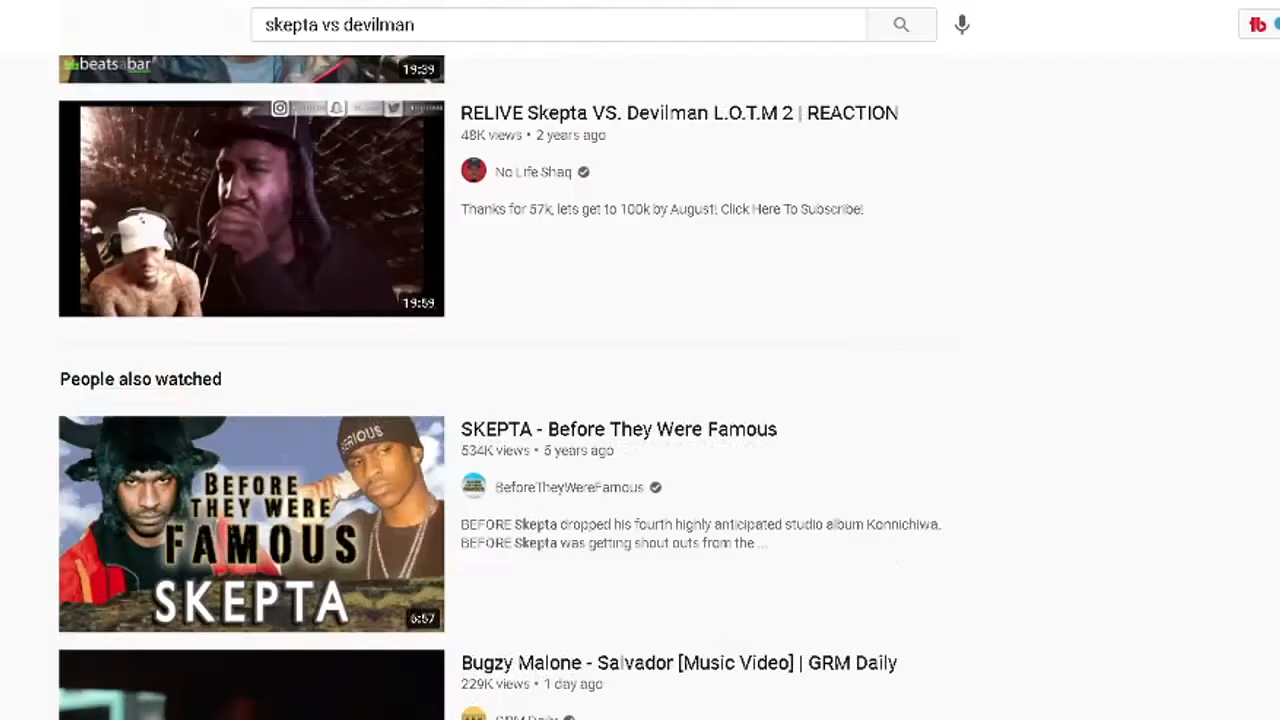 skepta vs devilman
beats bar
19:39
RELIVE Skepta VS. Devilman L.O.T.M 2 | REACTION
48K views • 2 years ago
No Life Shaq
Thanks for 57k, lets get to 100k by August! Click Here To Subscribe!
19:59
People also watched
SERIOUS
BEFORE
THEY WERE
FAMOUS
SKEPTA
6:57
SKEPTA - Before They Were Famous
534K views • 5 years ago
BeforeTheyWereFamous
BEFORE Skepta dropped his fourth highly anticipated studio album Konnichiwa.
BEFORE Skepta was getting shout outs from the ...
Bugzy Malone - Salvador [Music Video] | GRM Daily
229K views • 1 day ago
GRM Daily